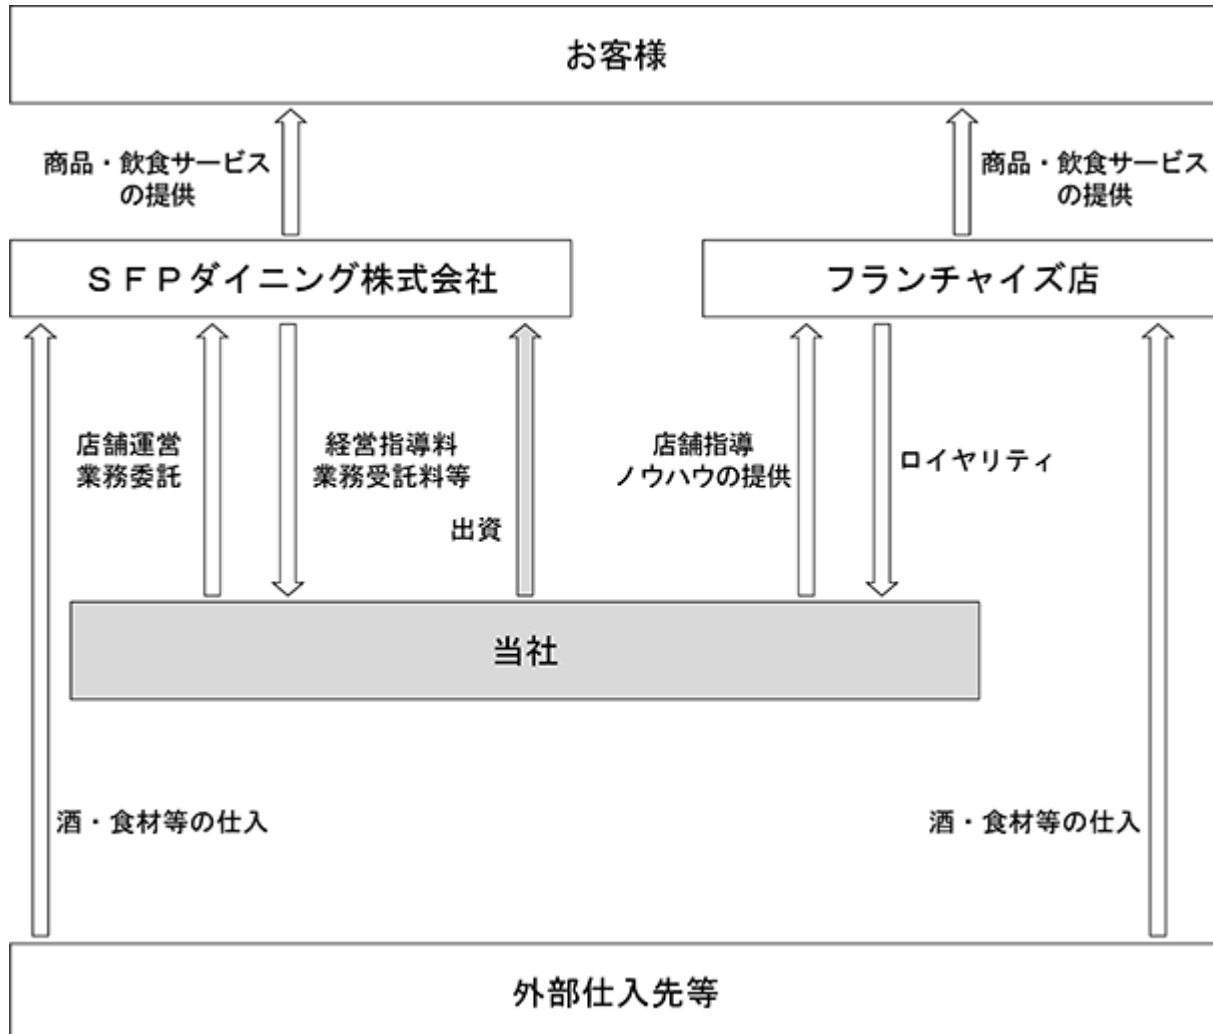 お客様
商品・飲食サービス
の提供
商品・飲食サービス
の提供
ＳＦＰダイニング株式会社
フランチャイズ店
店舗運営
業務委託
経営指導料
業務受託料等
出資
店舗指導
ノウハウの提供
ロイヤリティ
当社
酒・食材等の仕入
酒・食材等の仕入
外部仕入先等